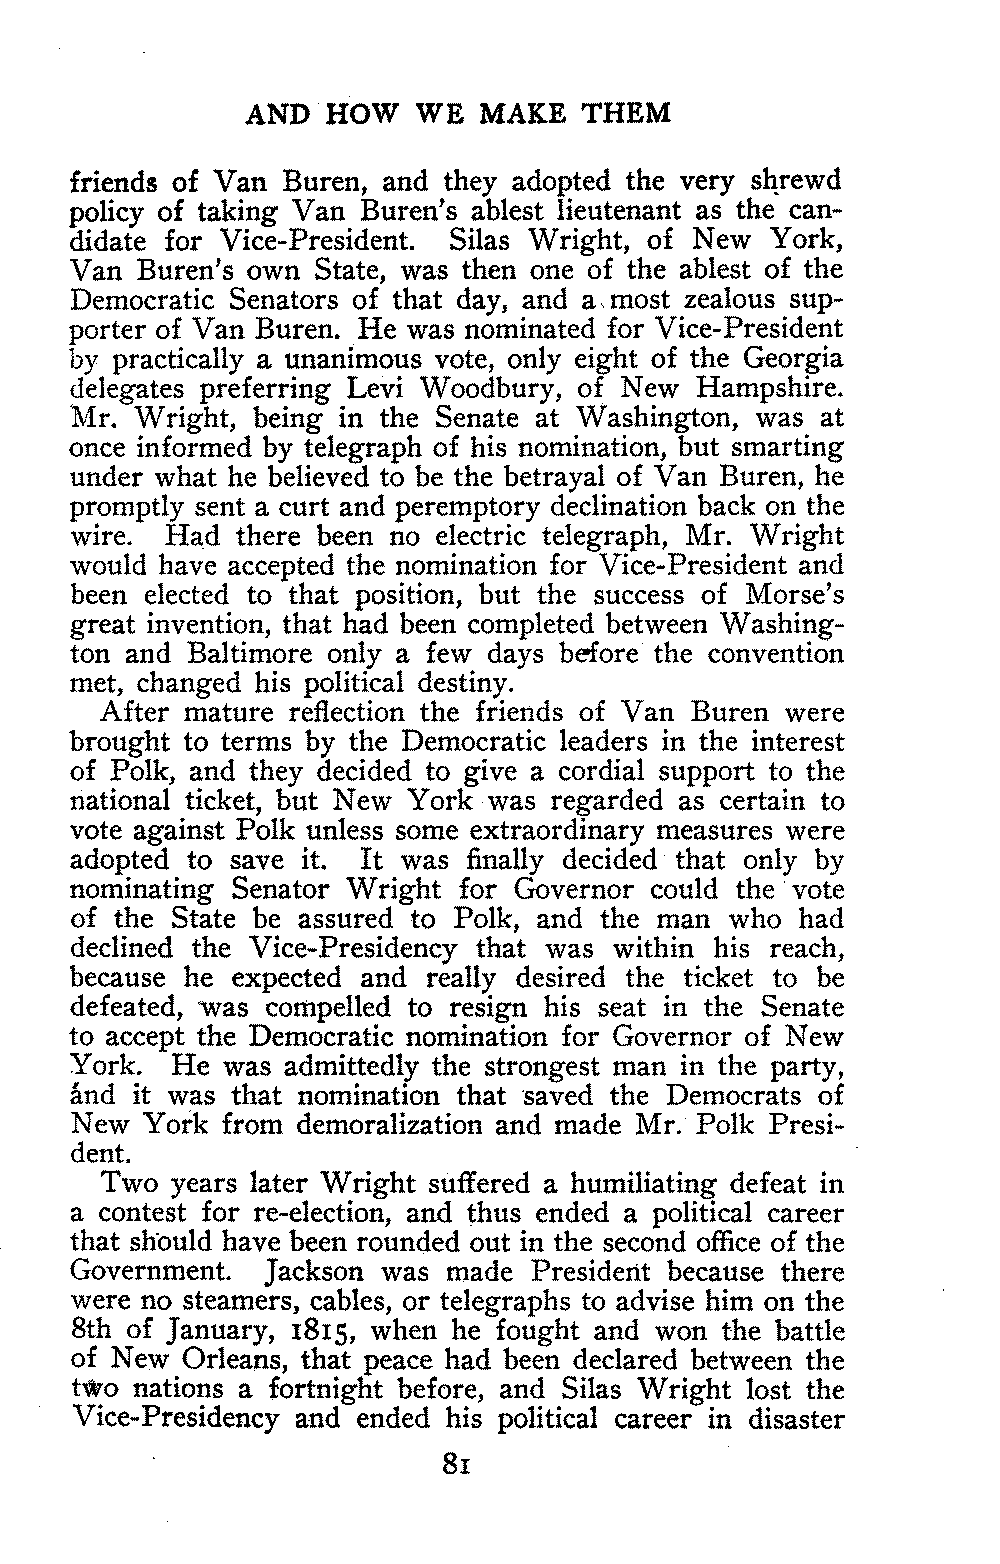 AND HOW WE MAKE THEM
friends of Van Buren, and they adopted the very shrewd
policy of taking Van Buren's ablest lieutenant as the can-
didate for Vice-President. Silas Wright, of New York,
Van Buren's own State, was then one of the ablest of the
Democratic Senators of that day, and a most zealous sup-
porter of Van Buren. He was nominated for Vice-President
by practically a unanimous vote, only eight of the Georgia
delegates preferring Levi Woodbury, of New Hampshire.
Mr. Wright, being in the Senate at Washington, was at
once informed by telegraph of his nomination, but smarting
under what he believed to be the betrayal of Van Buren, he
promptly sent a curt and peremptory declination back on the
wire. Had there been no electric telegraph, Mr. Wright
would have accepted the nomination for Vice-President and
been elected to that position, but the success of Morse's
great invention, that had been completed between Washing-
ton and Baltimore only a few days before the convention
met, changed his political destiny.
After mature reflection the friends of Van Buren were
brought to terms by the Democratic leaders in the interest
of Polk, and they decided to give a cordial support to the
national ticket, but New York was regarded as certain to
vote against Polk unless some extraordinary measures were
adopted to save it. It was finally decided that only by
nominating Senator Wright for Governor could the vote
of the State be assured to Polk, and the man who had
declined the Vice-Presidency that was within his reach,
because he expected and really desired the ticket to be
defeated, was compelled to resign his seat in the Senate
to accept the Democratic nomination for Governor of New
York. He was admittedly the strongest man in the party,
and it was that nomination that saved the Democrats of
New York from demoralization and made Mr. Polk Presi-
dent.
Two years later Wright suffered a humiliating defeat in
a contest for re-election, and thus ended a political career
that should have been rounded out in the second office of the
Government. Jackson was made President because there
were no steamers, cables, or telegraphs to advise him on the
8th of January, 1815, when he fought and won the battle
of New Orleans, that peace had been declared between the
two nations a fortnight before, and Silas Wright lost the
Vice-Presidency and ended his political career in disaster
81